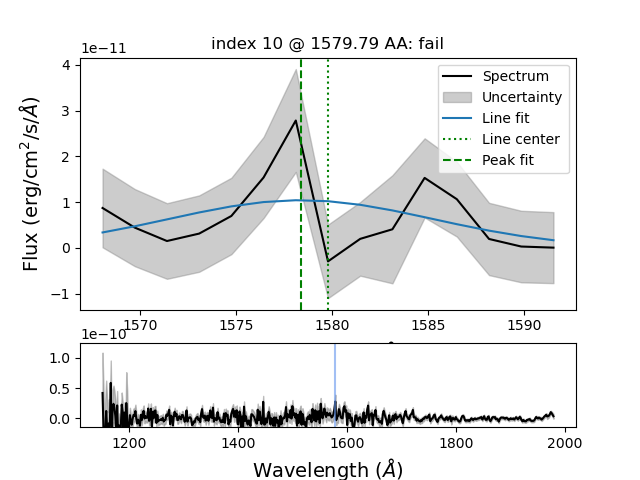 index 10 @ 1579.79 AA: fail
1e−11
Flux (erg/cm²/s/Å)
4
3
2
1
0
−1
Spectrum
Uncertainty
Line fit
Line center
Peak fit
1570 1575 1580 1585 1590
1e−10
1.0
0.5
0.0
1200 1400 1600 1800 2000
Wavelength (Å)